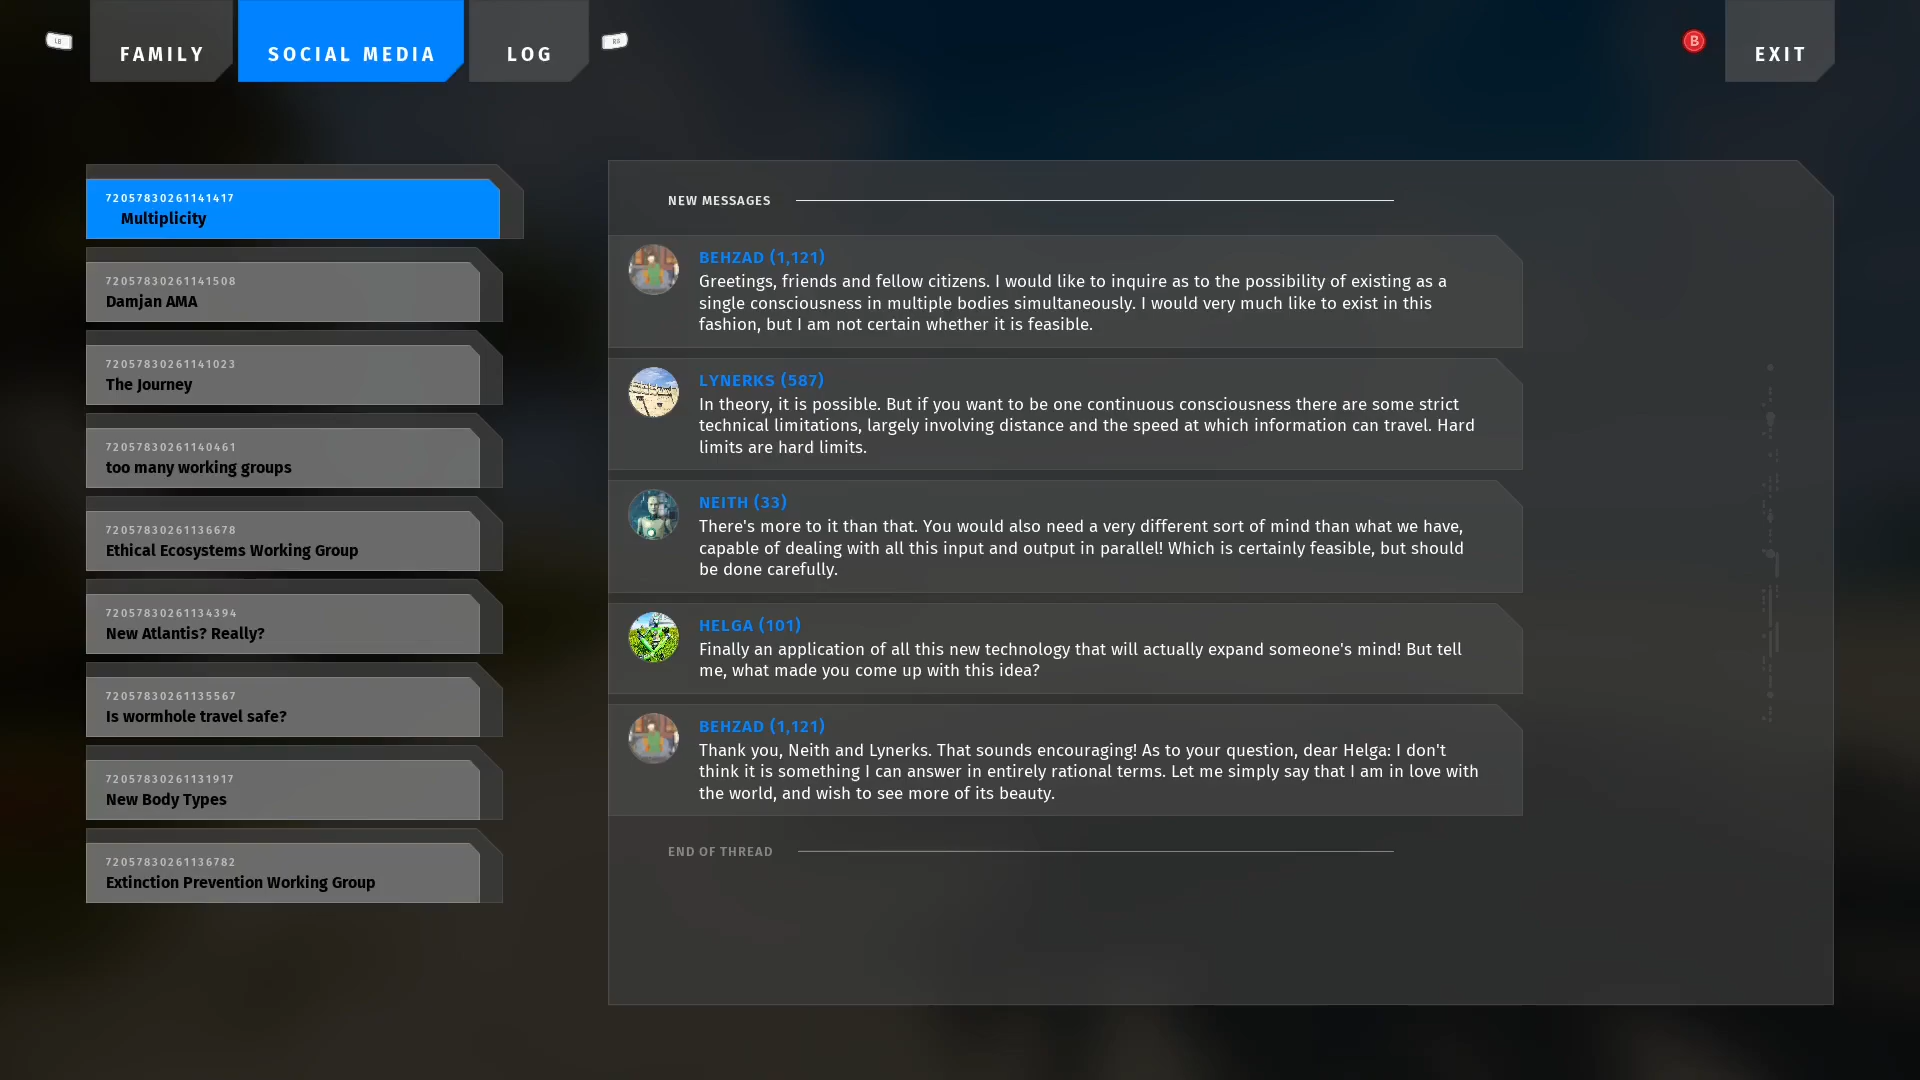 LB
FAMILY
SOCIAL MEDIA
LOG
RB
B
EXIT
72057830261141417
Multiplicity
72057830261141508
Damjan AMA
72057830261141023
The Journey
72057830261140461
too many working groups
72057830261136678
Ethical Ecosystems Working Group
72057830261134394
New Atlantis? Really?
72057830261135567
Is wormhole travel safe?
72057830261131917
New Body Types
72057830261136782
Extinction Prevention Working Group
NEW MESSAGES
BEHZAD (1,121)
Greetings, friends and fellow citizens. I would like to inquire as to the possibility of existing as a
single consciousness in multiple bodies simultaneously. I would very much like to exist in this
fashion, but I am not certain whether it is feasible.
LYNERKS (587)
In theory, it is possible. But if you want to be one continuous consciousness there are some strict
technical limitations, largely involving distance and the speed at which information can travel. Hard
limits are hard limits.
NEITH (33)
There's more to it than that. You would also need a very different sort of mind than what we have,
capable of dealing with all this input and output in parallel! Which is certainly feasible, but should
be done carefully.
HELGA (101)
Finally an application of all this new technology that will actually expand someone's mind! But tell
me, what made you come up with this idea?
BEHZAD (1,121)
Thank you, Neith and Lynerks. That sounds encouraging! As to your question, dear Helga: I don't
think it is something I can answer in entirely rational terms. Let me simply say that I am in love with
the world, and wish to see more of its beauty.
END OF THREAD